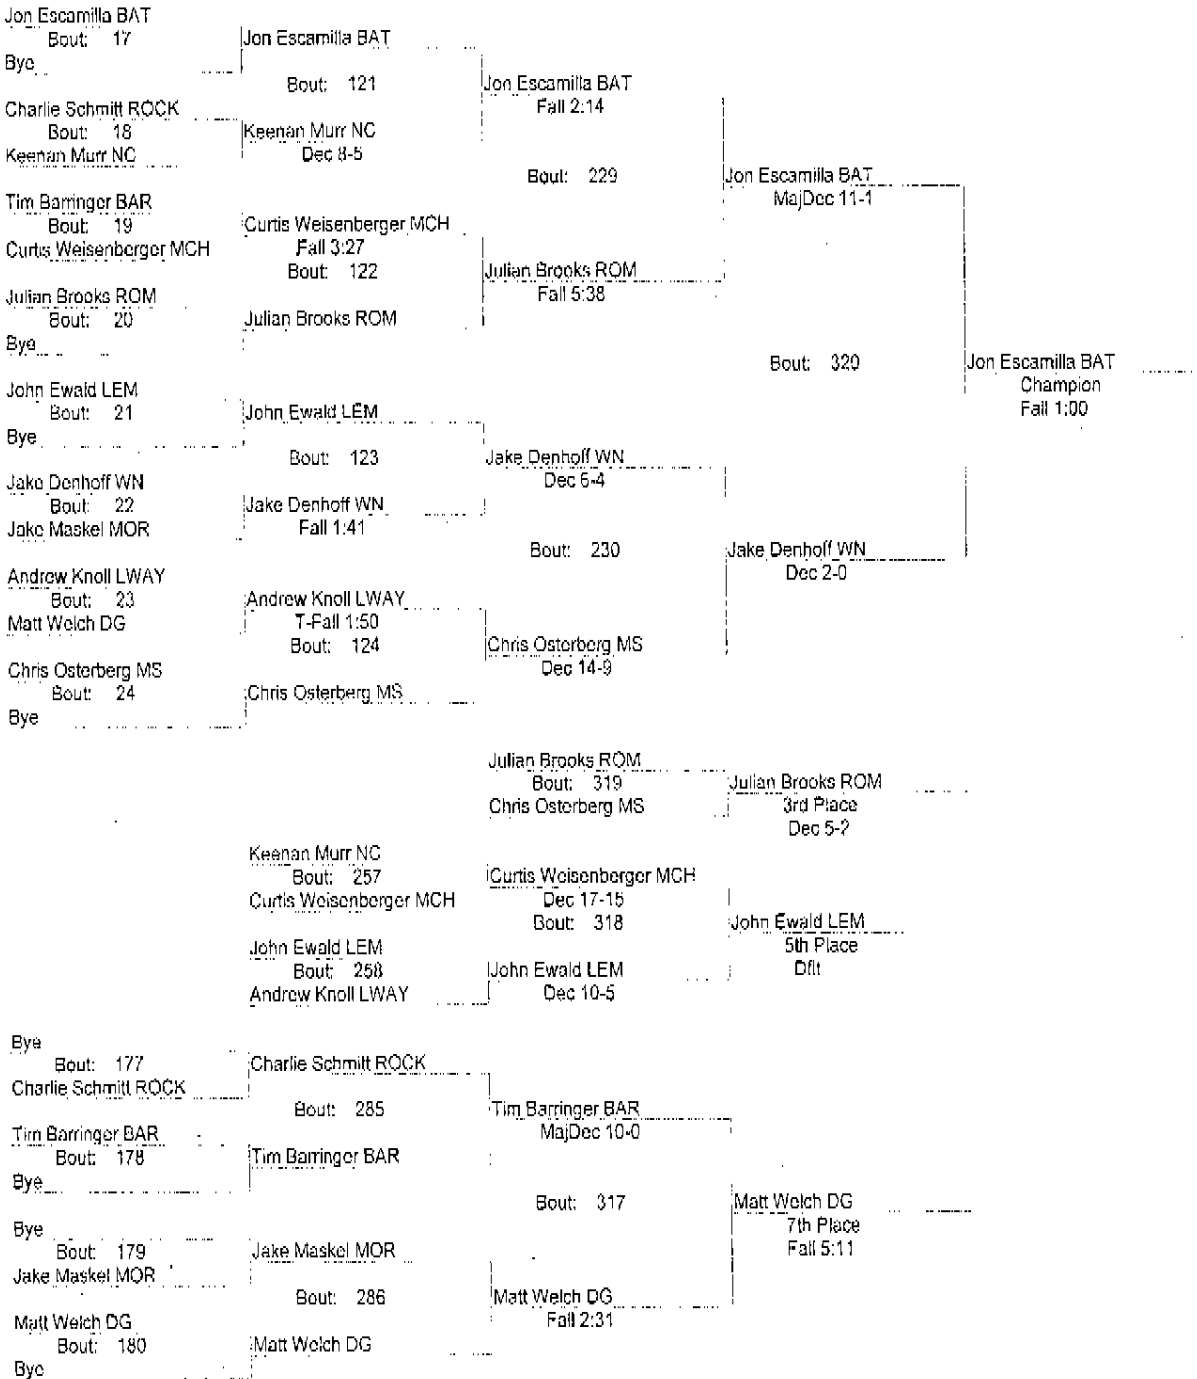 Jon Escamilla BAT
Bout: 17
Bye
Jon Escamilla BAT
Bout: 121
Charlie Schmitt ROCK
Bout: 18
Keenan Murr NC
Keenan Murr NC
Dec 8-5
Jon Escamilla BAT
Fall 2:14
Bout: 229
Tim Barringer BAR
Bout: 19
Curtis Weisenberger MCH
Curtis Weisenberger MCH
Fall 3:27
Bout: 122
Julian Brooks ROM
Bout: 20
Bye
Julian Brooks ROM
Julian Brooks ROM
Fall 5:38
Jon Escamilla BAT
MajDec 11-1
Bout: 320
Jon Escamilla BAT
Champion
Fall 1:00
John Ewald LEM
Bout: 21
Bye
John Ewald LEM
Bout: 123
Jake Denhoff WN
Bout: 22
Jake Maskel MOR
Jake Denhoff WN
Fall 1:41
Jake Denhoff WN
Dec 6-4
Bout: 230
Andrew Knoll LWAY
Bout: 23
Matt Welch DG
Andrew Knoll LWAY
T-Fall 1:50
Bout: 124
Chris Osterberg MS
Bout: 24
Bye
Chris Osterberg MS
Chris Osterberg MS
Dec 14-9
Jake Denhoff WN
Dec 2-0
Julian Brooks ROM
Bout: 319
Chris Osterberg MS
Julian Brooks ROM
3rd Place
Dec 5-2
Keenan Murr NC
Bout: 257
Curtis Weisenberger MCH
Curtis Weisenberger MCH
Dec 17-15
Bout: 318
John Ewald LEM
Bout: 258
Andrew Knoll LWAY
John Ewald LEM
Dec 10-5
John Ewald LEM
5th Place
Dflt
Bye
Bout: 177
Charlie Schmitt ROCK
Charlie Schmitt ROCK
Bout: 285
Tim Barringer BAR
Bout: 178
Bye
Tim Barringer BAR
Tim Barringer BAR
MajDec 10-0
Bout: 317
Bye
Bout: 179
Jake Maskel MOR
Jake Maskel MOR
Bout: 286
Matt Welch DG
Bout: 180
Bye
Matt Welch DG
Matt Welch DG
Fall 2:31
Matt Welch DG
7th Place
Fall 5:11